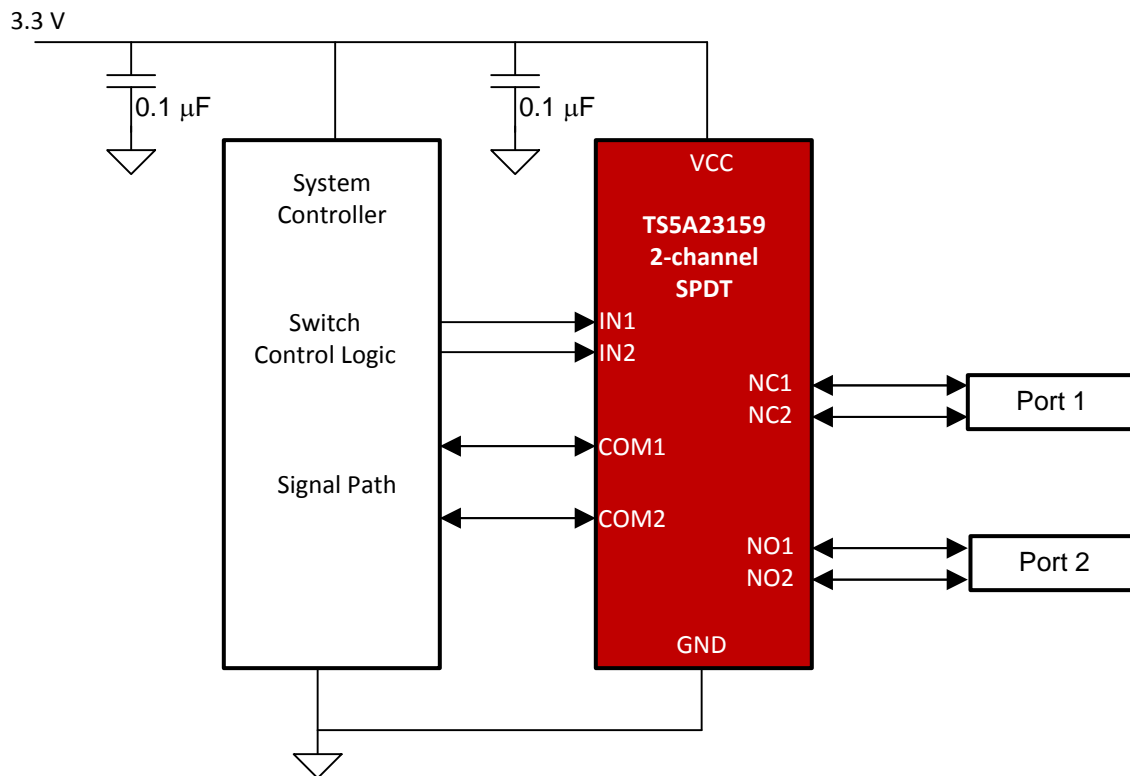 3.3 V
0.1 μF
0.1 μF
System
Controller
Switch
Control Logic
Signal Path
VCC
TS5A23159
2-channel
SPDT
IN1
IN2
COM1
COM2
NC1
NC2
NO1
NO2
GND
Port 1
Port 2